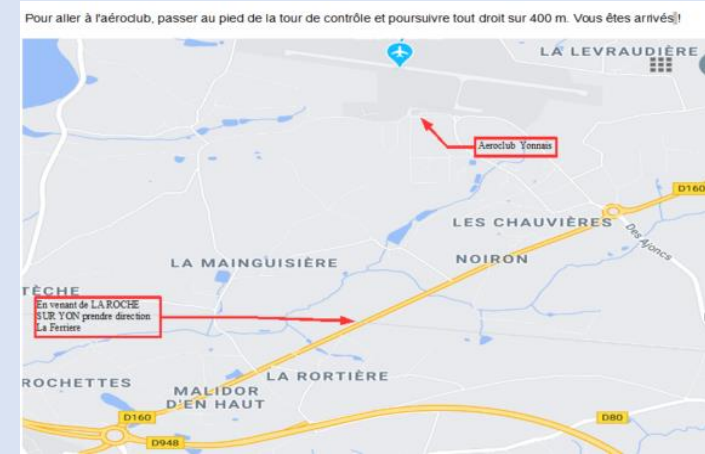 Pour aller à l'aéroclub, passer au pied de la tour de contrôle et poursuivre tout droit sur 400 m. Vous êtes arrivés !
LA LEVRAUDIÈRE
Aeroclub Yonnais
D160
LES CHAUVIÈRES
Des Ajoncs
LA MAINGUISIÈRE
NOIRON
TÈCHE
En venant de LA ROCHE
SUR YON prendre direction
La Ferriere
ROCHETTES
LA RORTIÈRE
MALIDOR
D'EN HAUT
D160
D80
D948